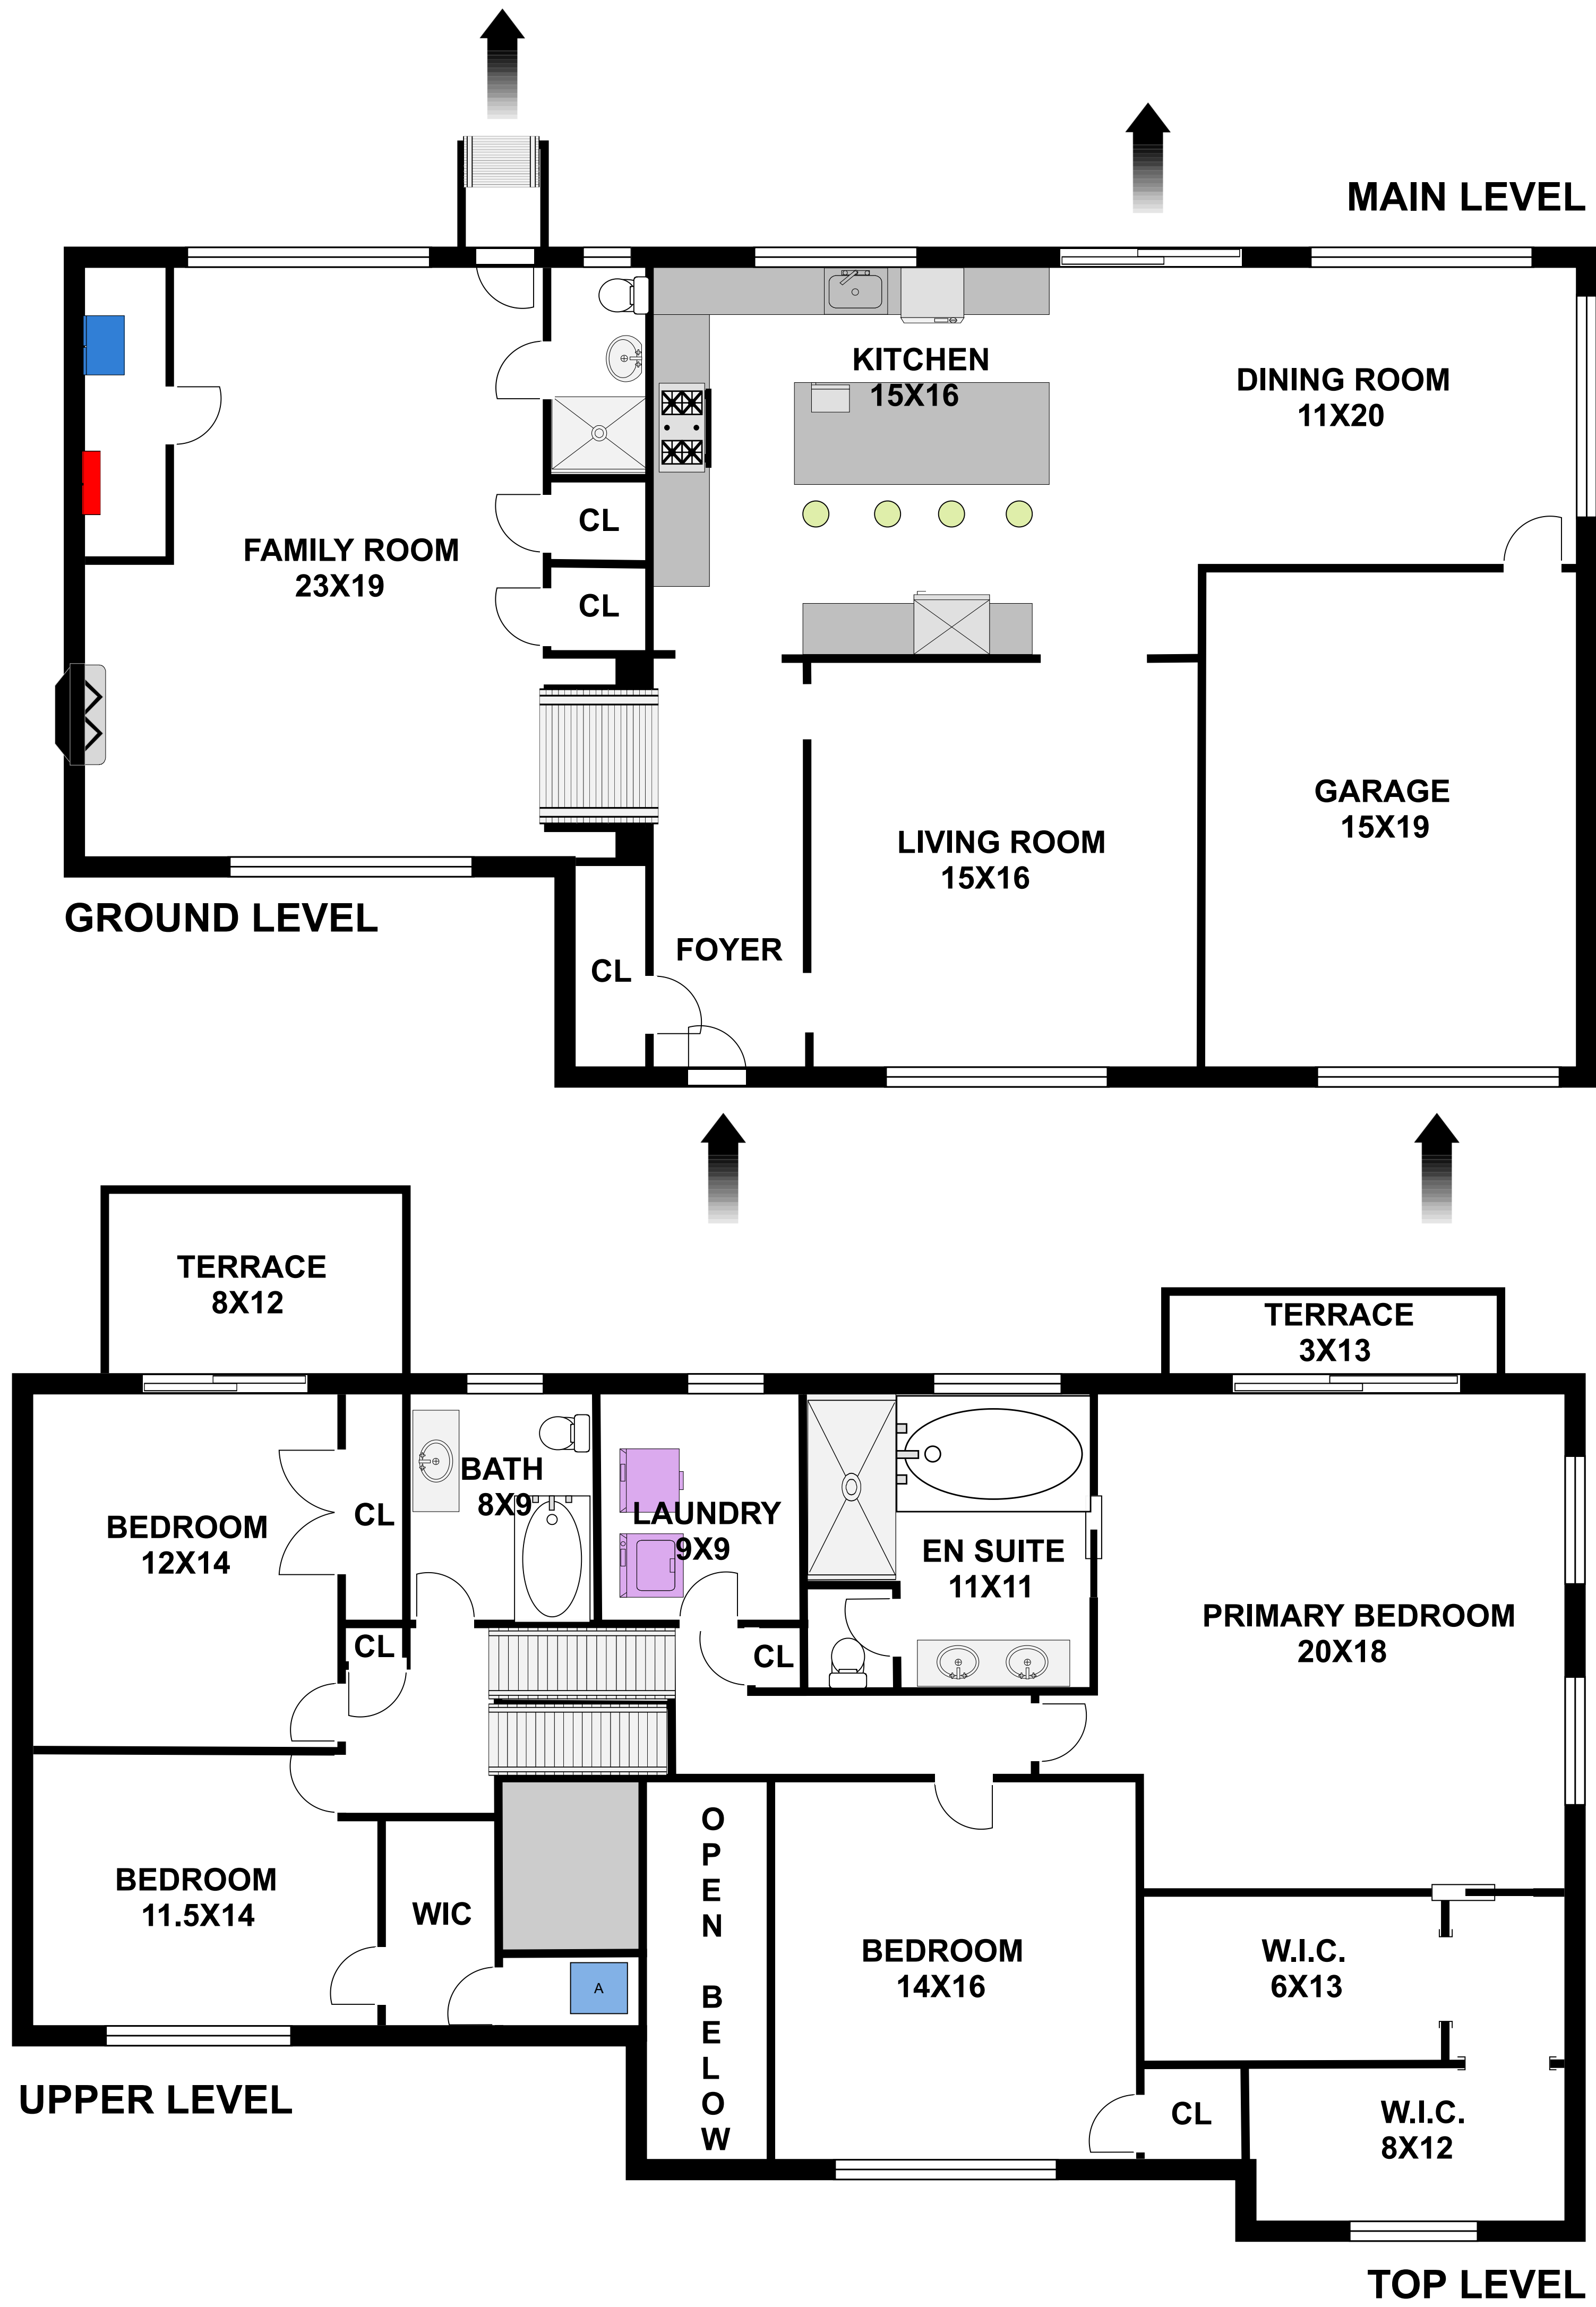 MAIN LEVEL
KITCHEN
15X16
DINING ROOM
11X20
CL
FAMILY ROOM
23X19
CL
GARAGE
15X19
LIVING ROOM
15X16
GROUND LEVEL
FOYER
CL
TERRACE
8X12
TERRACE
3X13
BATH
8X9
CL
LAUNDRY
9X9
BEDROOM
12X14
EN SUITE
11X11
PRIMARY BEDROOM
20X18
CL
CL
O
P
E
N
B
E
L
O
W
BEDROOM
11.5X14
WIC
BEDROOM
14X16
W.I.C.
6X13
A
UPPER LEVEL
CL
W.I.C.
8X12
TOP LEVEL